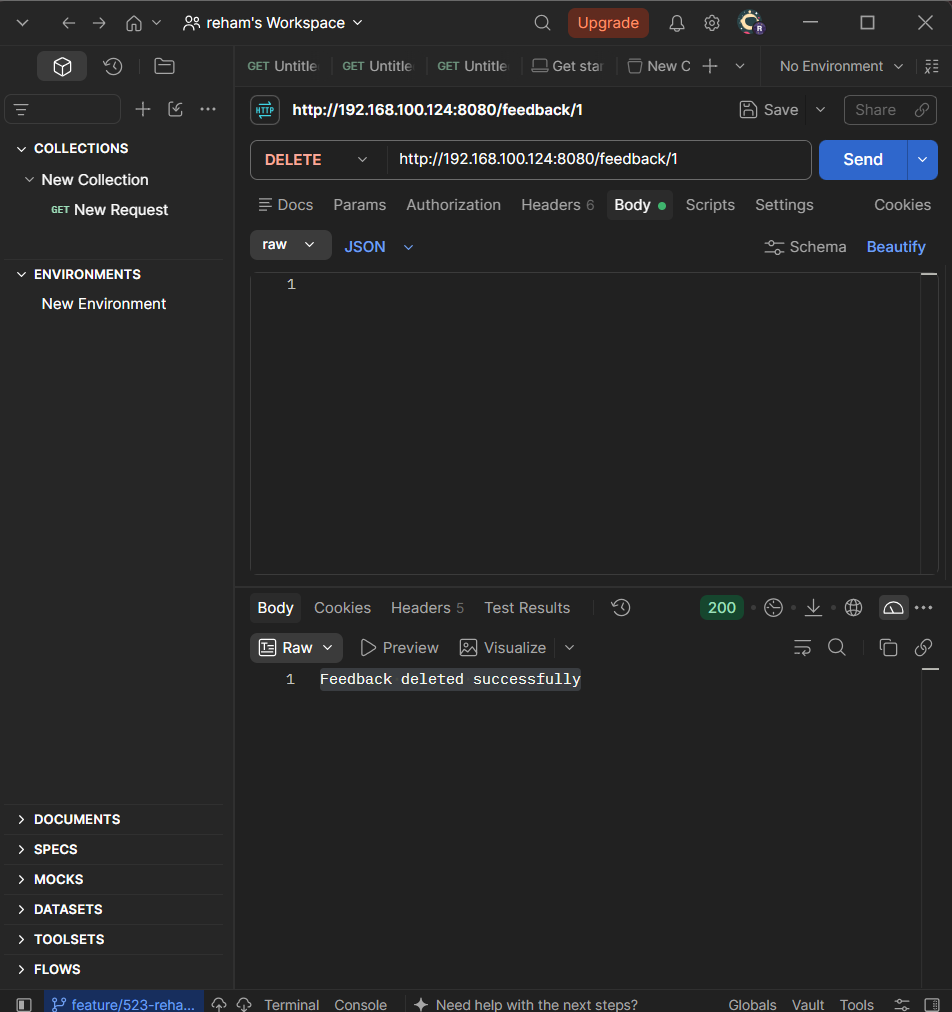 reham's Workspace Upgrade R
GET Untitle GET Untitle GET Untitle Get star New C No Environment
HTTP http://192.168.100.124:8080/feedback/1 Save Share
COLLECTIONS
New Collection
GET New Request
ENVIRONMENTS
New Environment
DELETE http://192.168.100.124:8080/feedback/1 Send
Docs Params Authorization Headers 6 Body Scripts Settings Cookies
raw JSON Schema Beautify
1
Body Cookies Headers 5 Test Results 200
Raw Preview Visualize
1 Feedback deleted successfully
DOCUMENTS
SPECS
MOCKS
DATASETS
TOOLSETS
FLOWS
feature/523-reha... Terminal Console Need help with the next steps? Globals Vault Tools